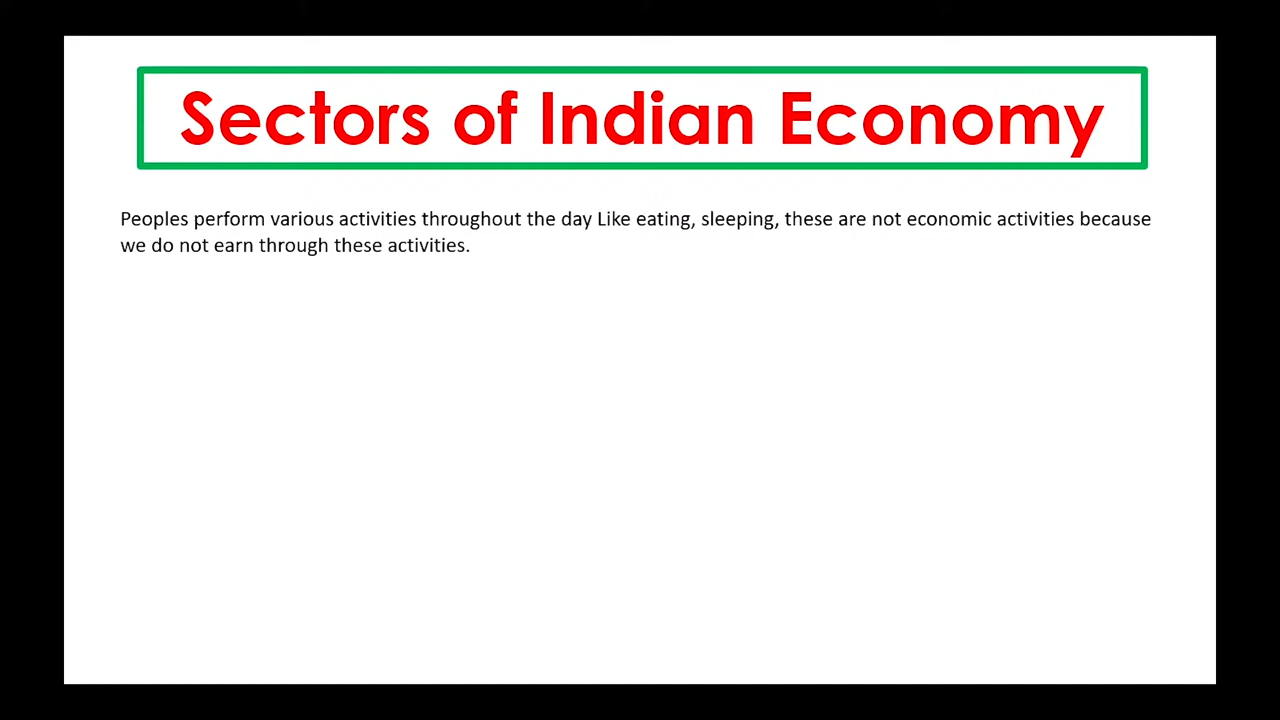 Sectors of Indian Economy
Peoples perform various activities throughout the day Like eating, sleeping, these are not economic activities because
we do not earn through these activities.